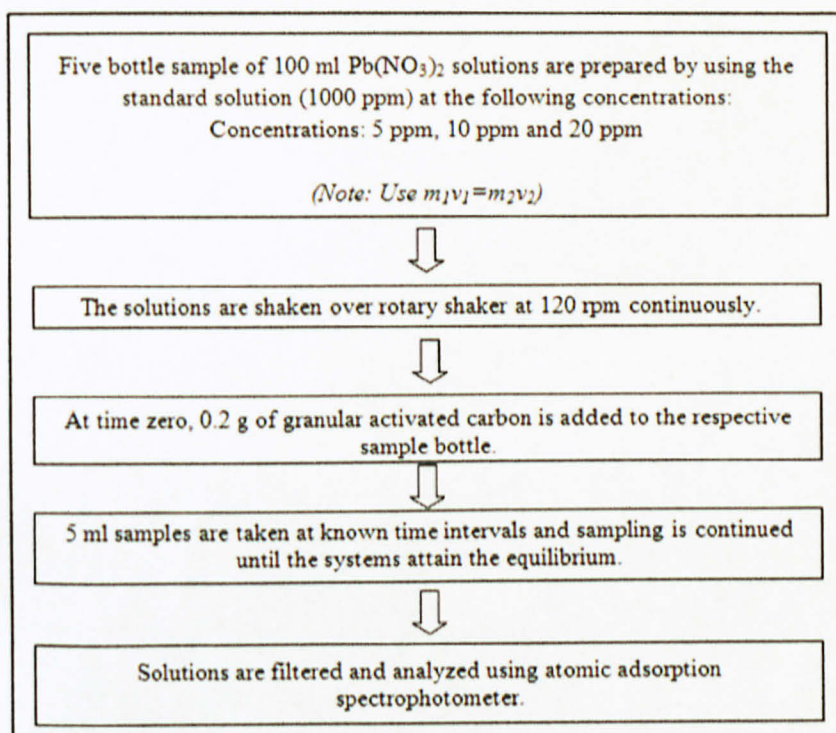 Five bottle sample of 100 ml Pb(NO3)2 solutions are prepared by using the
standard solution (1000 ppm) at the following concentrations:
Concentrations: 5 ppm, 10 ppm and 20 ppm
(Note: Use m1v1=m2v2)
The solutions are shaken over rotary shaker at 120 rpm continuously.
At time zero, 0.2 g of granular activated carbon is added to the respective
sample bottle.
5 ml samples are taken at known time intervals and sampling is continued
until the systems attain the equilibrium.
Solutions are filtered and analyzed using atomic adsorption
spectrophotometer.